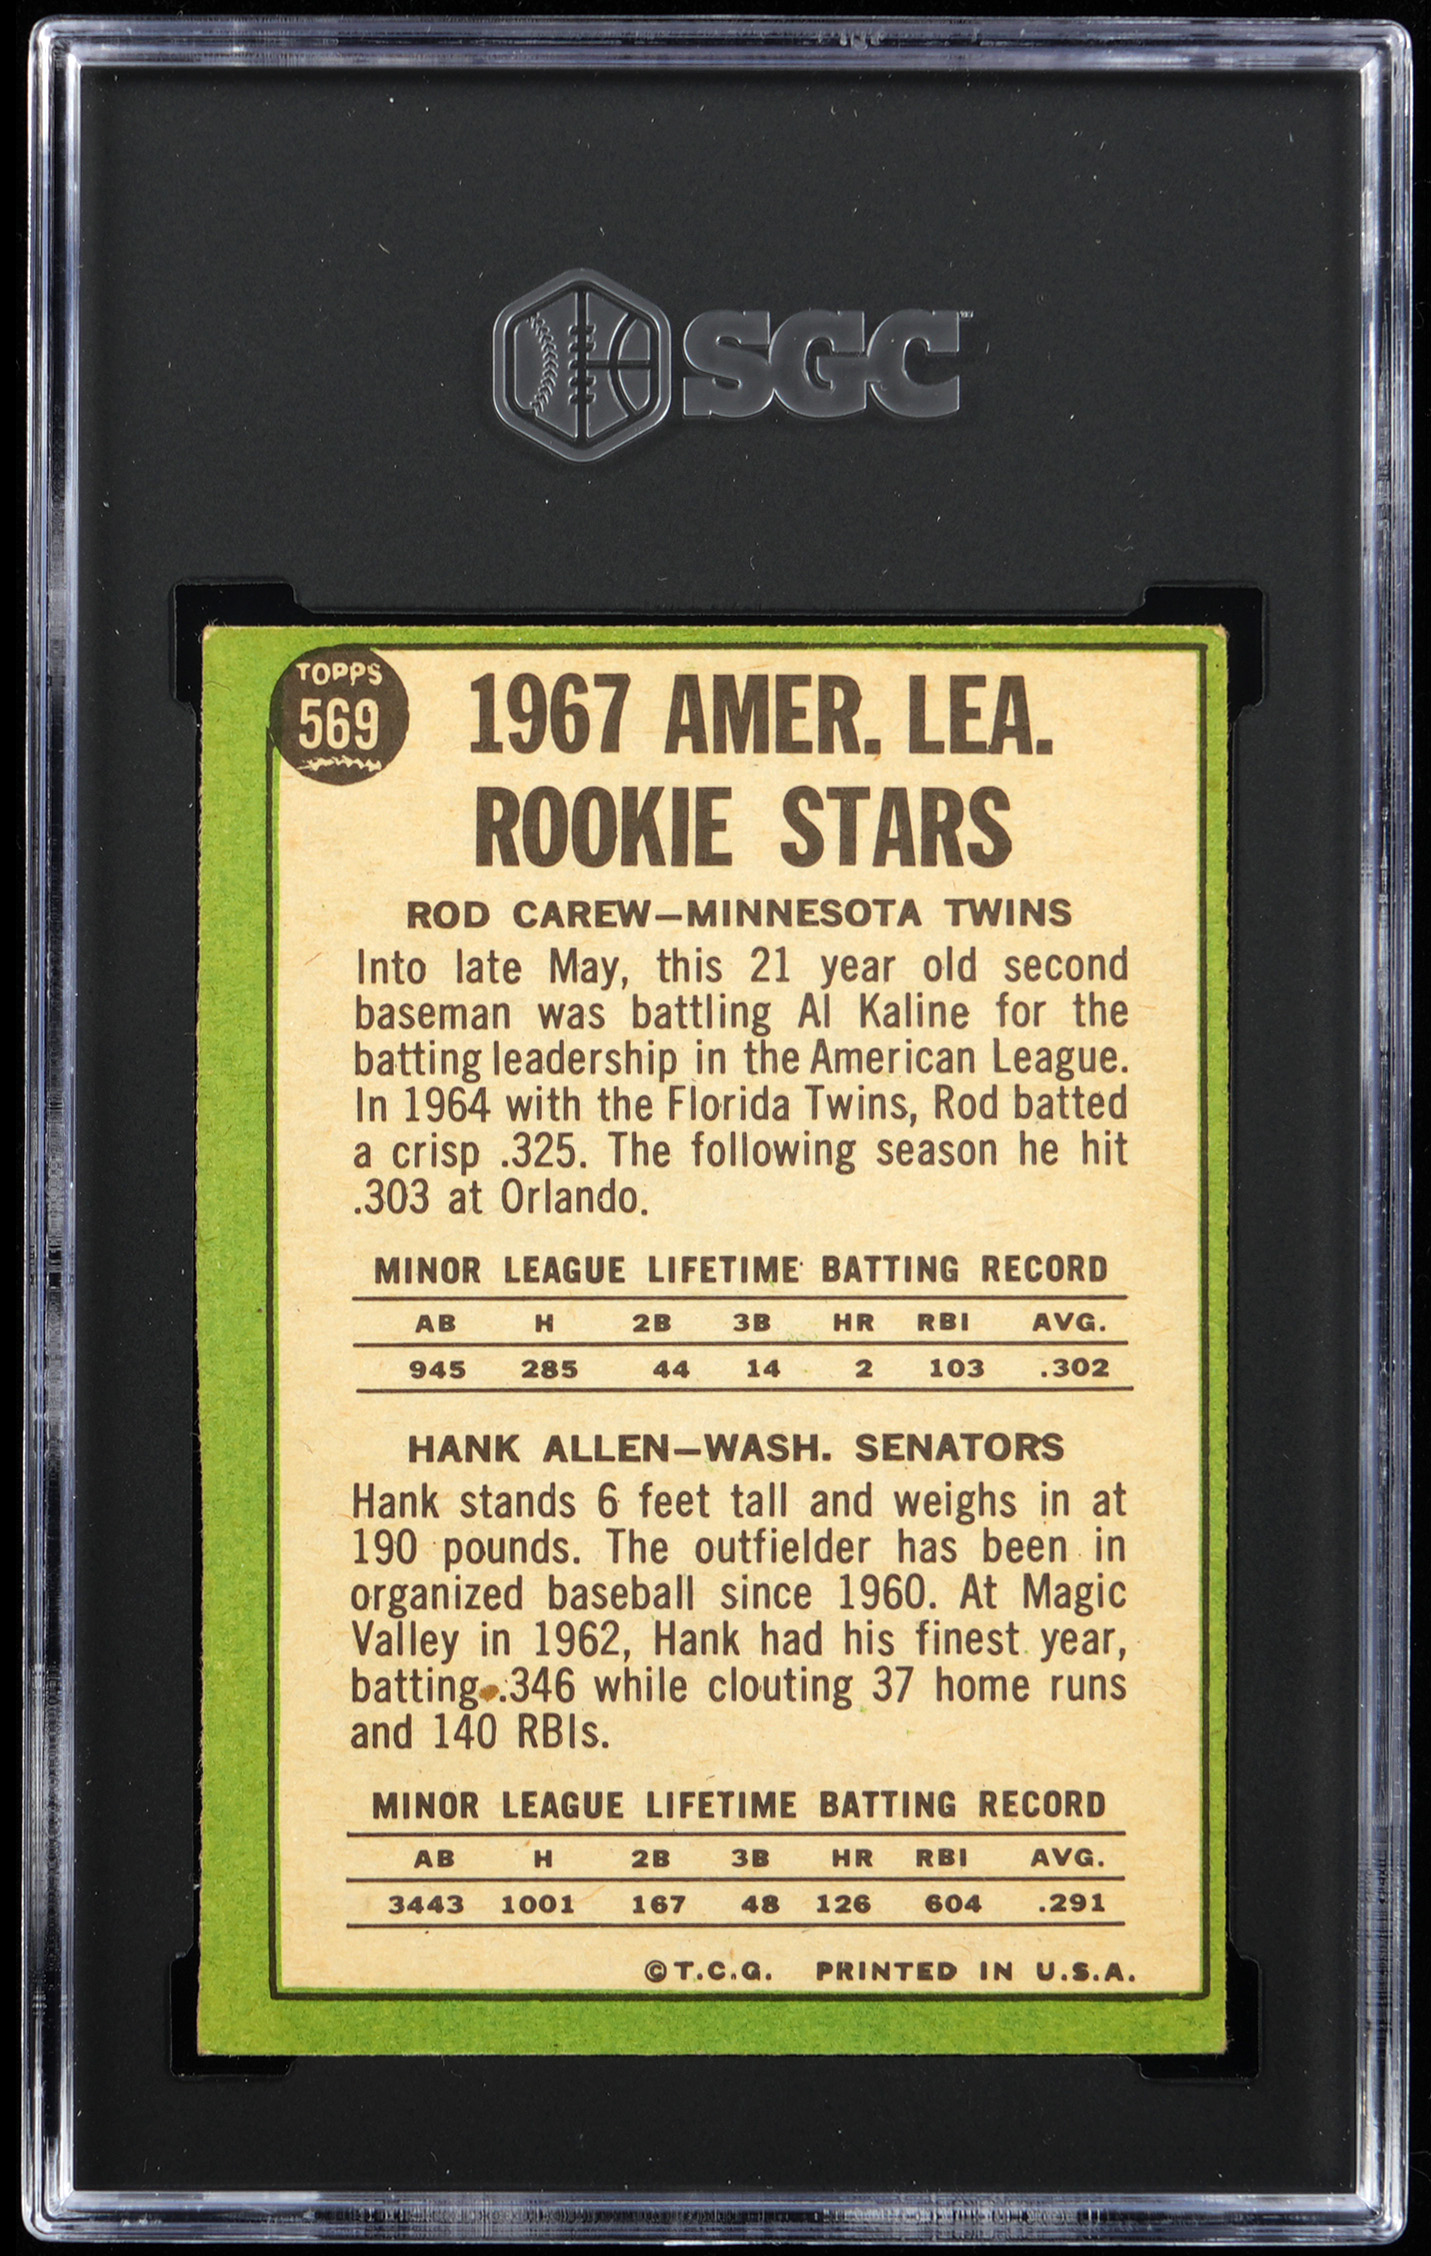 SGC
TOPPS
569
1967 AMER. LEA.
ROOKIE STARS
ROD CAREW—MINNESOTA TWINS
Into late May, this 21 year old second
baseman was battling Al Kaline for the
batting leadership in the American League.
In 1964 with the Florida Twins, Rod batted
a crisp .325. The following season he hit
.303 at Orlando.
MINOR LEAGUE LIFETIME BATTING RECORD
AB H 2B 3B HR RBI AVG.
945 285 44 14 2 103 .302
HANK ALLEN—WASH. SENATORS
Hank stands 6 feet tall and weighs in at
190 pounds. The outfielder has been in
organized baseball since 1960. At Magic
Valley in 1962, Hank had his finest year,
batting .346 while clouting 37 home runs
and 140 RBIs.
MINOR LEAGUE LIFETIME BATTING RECORD
AB H 2B 3B HR RBI AVG.
3443 1001 167 48 126 604 .291
©T.C.G. PRINTED IN U.S.A.